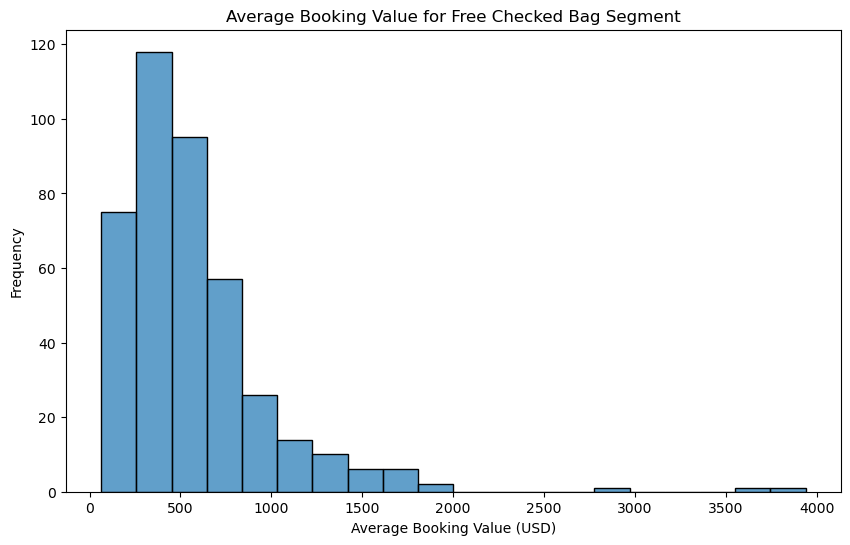 Average Booking Value for Free Checked Bag Segment
120
100
80
60
40
20
0
Frequency
0 500 1000 1500 2000 2500 3000 3500 4000
Average Booking Value (USD)